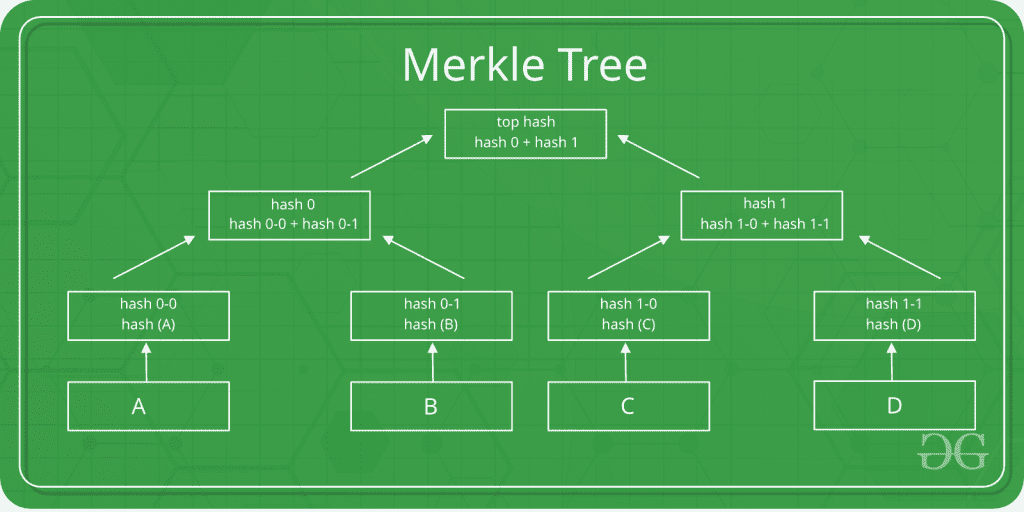 Merkle Tree
top hash
hash 0 + hash 1
hash 0
hash 0-0 + hash 0-1
hash 1
hash 1-0 + hash 1-1
hash 0-0
hash (A)
hash 0-1
hash (B)
hash 1-0
hash (C)
hash 1-1
hash (D)
A
B
C
D